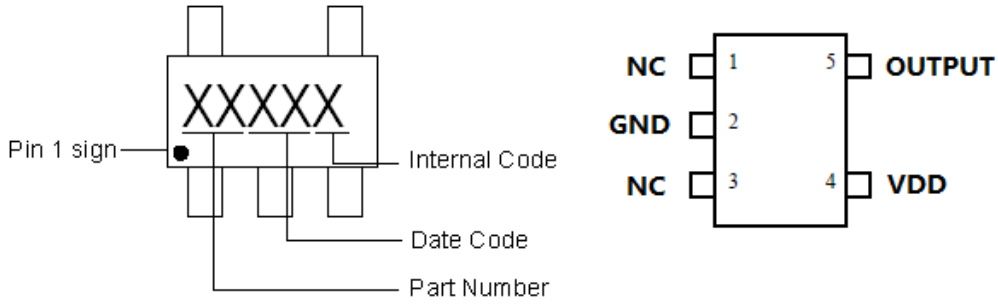 XXXXX
Pin 1 sign
Internal Code
Date Code
Part Number
NC 1 5 OUTPUT
GND 2
NC 3 4 VDD